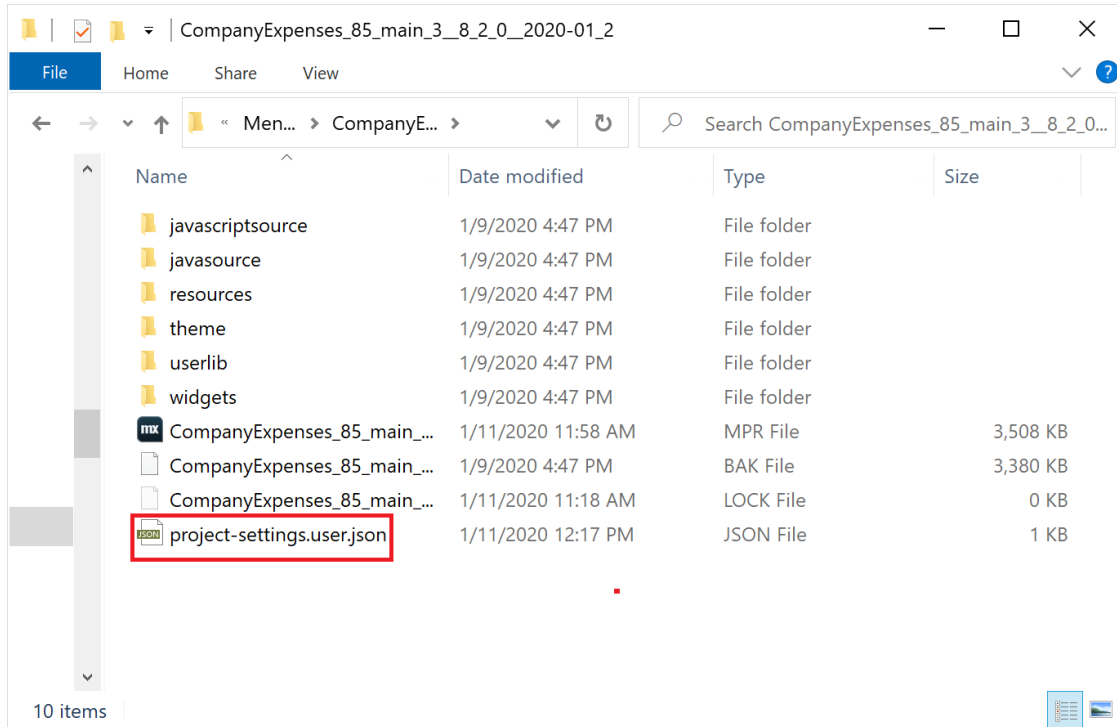 CompanyExpenses_85_main_3__8_2_0__2020-01_2
File Home Share View ?
« Men... > CompanyE... > Search CompanyExpenses_85_main_3__8_2_0...
Name Date modified Type Size
javascriptsource 1/9/2020 4:47 PM File folder
javasource 1/9/2020 4:47 PM File folder
resources 1/9/2020 4:47 PM File folder
theme 1/9/2020 4:47 PM File folder
userlib 1/9/2020 4:47 PM File folder
widgets 1/9/2020 4:47 PM File folder
mx CompanyExpenses_85_main_... 1/11/2020 11:58 AM MPR File 3,508 KB
CompanyExpenses_85_main_... 1/9/2020 4:47 PM BAK File 3,380 KB
CompanyExpenses_85_main_... 1/11/2020 11:18 AM LOCK File 0 KB
JSON project-settings.user.json 1/11/2020 12:17 PM JSON File 1 KB
10 items